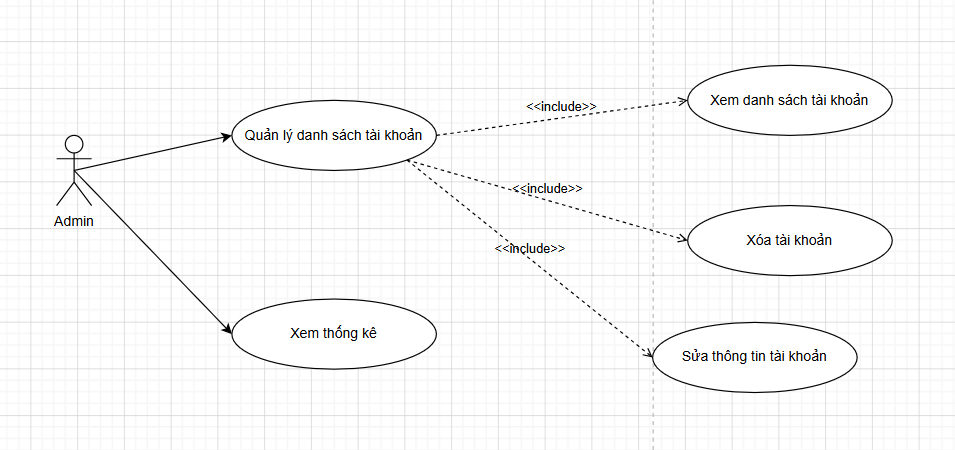 <<include>>
Xem danh sách tài khoản
Quản lý danh sách tài khoản
<<include>>
Admin
Xóa tài khoản
<<include>>
Xem thống kê
Sửa thông tin tài khoản